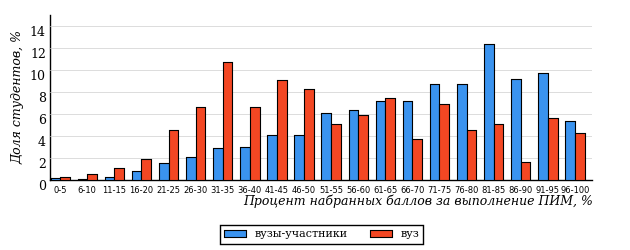 Доля студентов, %
14
12
10
8
6
4
2
0
0-5 6-10 11-15 16-20 21-25 26-30 31-35 36-40 41-45 46-50 51-55 56-60 61-65 66-70 71-75 76-80 81-85 86-90 91-95 96-100
Процент набранных баллов за выполнение ПИМ, %
вузы-участники вуз